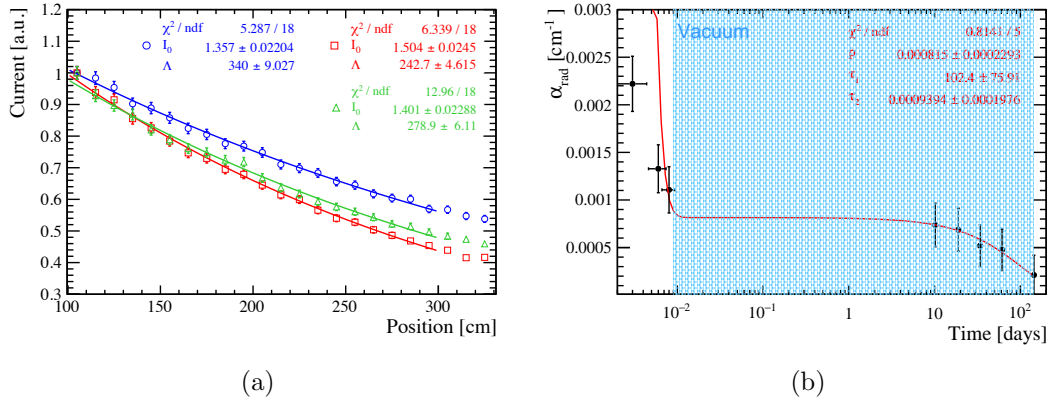 χ² / ndf 5.287 / 18
I₀ 1.357 ± 0.02204
Λ 340 ± 9.027
χ² / ndf 6.339 / 18
I₀ 1.504 ± 0.0245
Λ 242.7 ± 4.615
χ² / ndf 12.96 / 18
I₀ 1.401 ± 0.02288
Λ 278.9 ± 6.11
Current [a.u.]
1.2
1.1
1
0.9
0.8
0.7
0.6
0.5
0.4
0.3
100 150 200 250 300
Position [cm]
(a)
Vacuum
χ² / ndf 0.8141 / 5
ρ 0.000815 ± 0.0002293
τ₁ 102.4 ± 75.91
τ₂ 0.0009394 ± 0.0001976
α_rad [cm⁻¹]
0.003
0.0025
0.002
0.0015
0.001
0.0005
10⁻² 10⁻¹ 1 10 10²
Time [days]
(b)